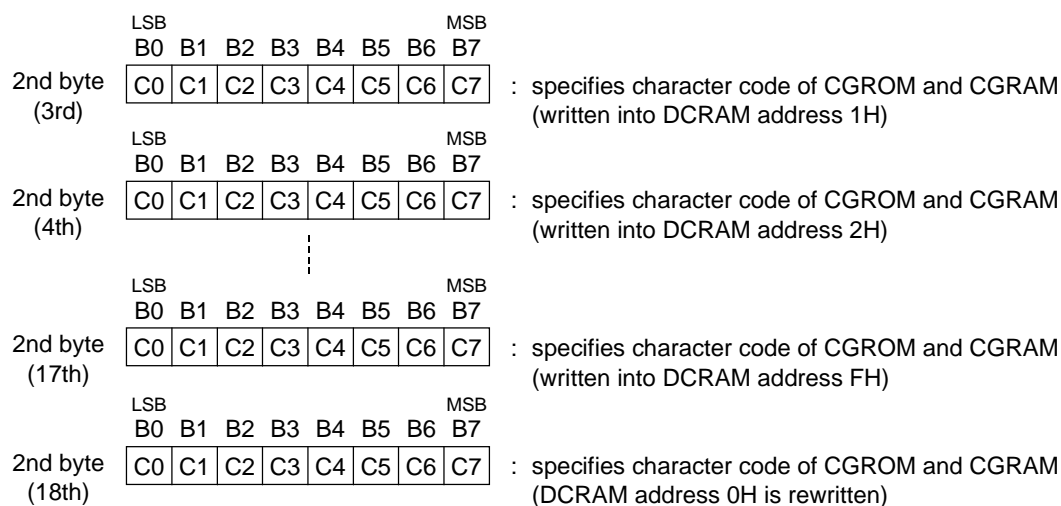 LSB MSB
B0 B1 B2 B3 B4 B5 B6 B7
2nd byte C0 C1 C2 C3 C4 C5 C6 C7 : specifies character code of CGROM and CGRAM
(3rd) (written into DCRAM address 1H)
LSB MSB
B0 B1 B2 B3 B4 B5 B6 B7
2nd byte C0 C1 C2 C3 C4 C5 C6 C7 : specifies character code of CGROM and CGRAM
(4th) (written into DCRAM address 2H)
LSB MSB
B0 B1 B2 B3 B4 B5 B6 B7
2nd byte C0 C1 C2 C3 C4 C5 C6 C7 : specifies character code of CGROM and CGRAM
(17th) (written into DCRAM address FH)
LSB MSB
B0 B1 B2 B3 B4 B5 B6 B7
2nd byte C0 C1 C2 C3 C4 C5 C6 C7 : specifies character code of CGROM and CGRAM
(18th) (DCRAM address 0H is rewritten)